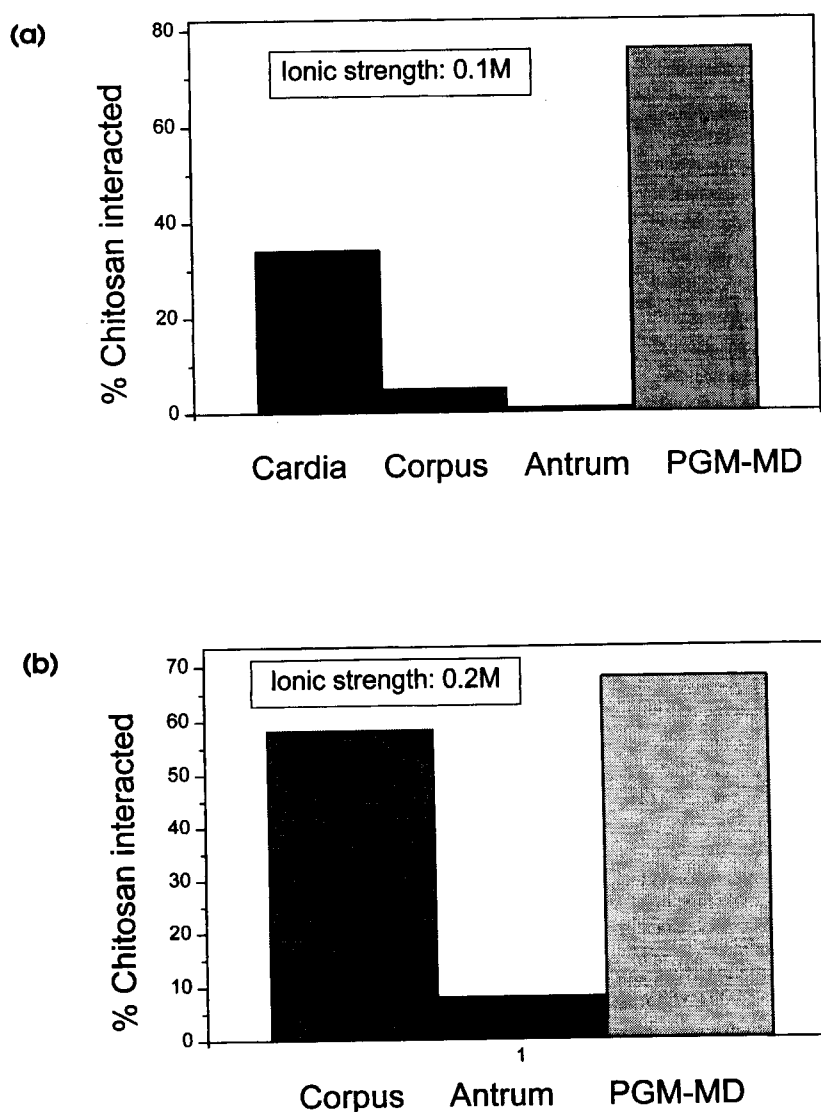 (a)
80
60
40
20
0
% Chitosan interacted
Ionic strength: 0.1M
Cardia Corpus Antrum PGM-MD
(b)
70
60
50
40
30
20
10
0
% Chitosan interacted
Ionic strength: 0.2M
1
Corpus Antrum PGM-MD